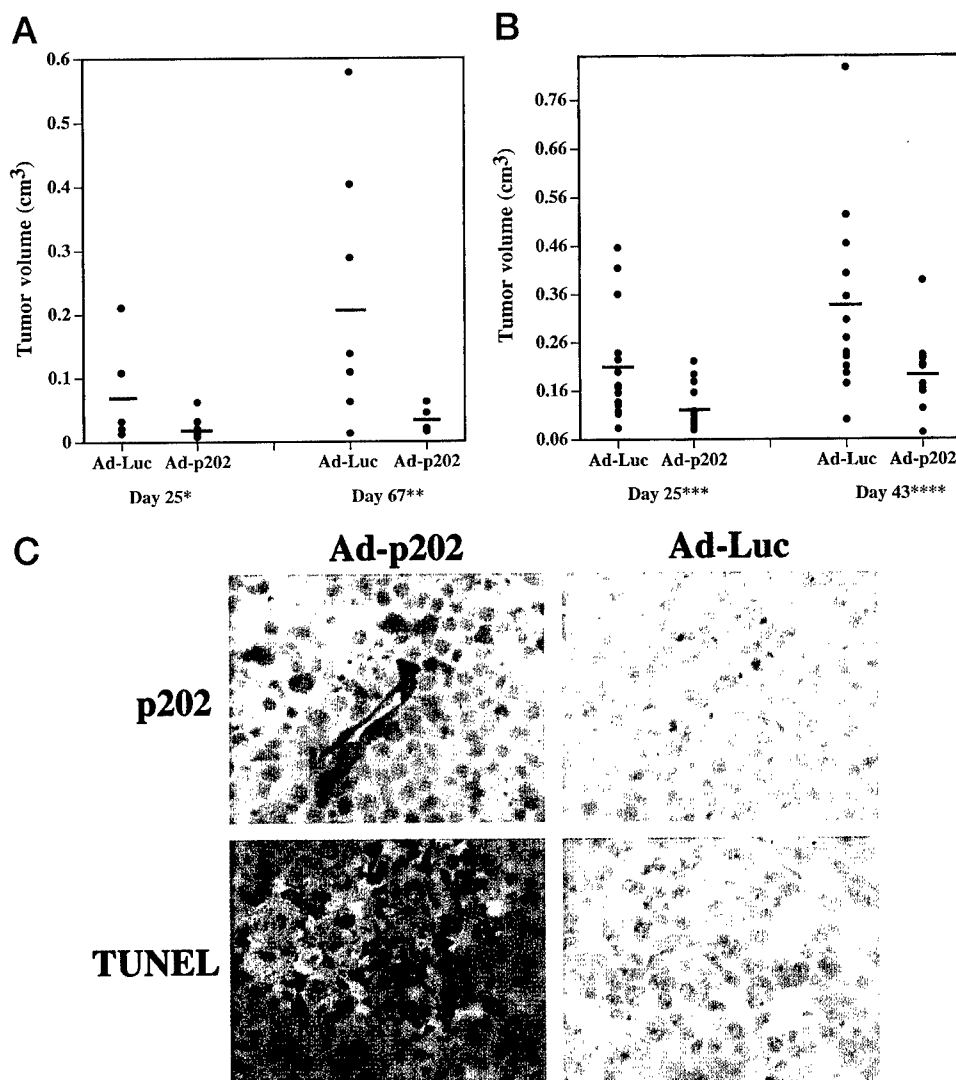 A
0.6
0.5
0.4
0.3
0.2
0.1
0
Tumor volume (cm3)
Ad-Luc Ad-p202 Ad-Luc Ad-p202
Day 25* Day 67**
B
0.76
0.66
0.56
0.46
0.36
0.26
0.16
0.06
Tumor volume (cm3)
Ad-Luc Ad-p202 Ad-Luc Ad-p202
Day 25*** Day 43****
C
Ad-p202 Ad-Luc
p202
TUNEL